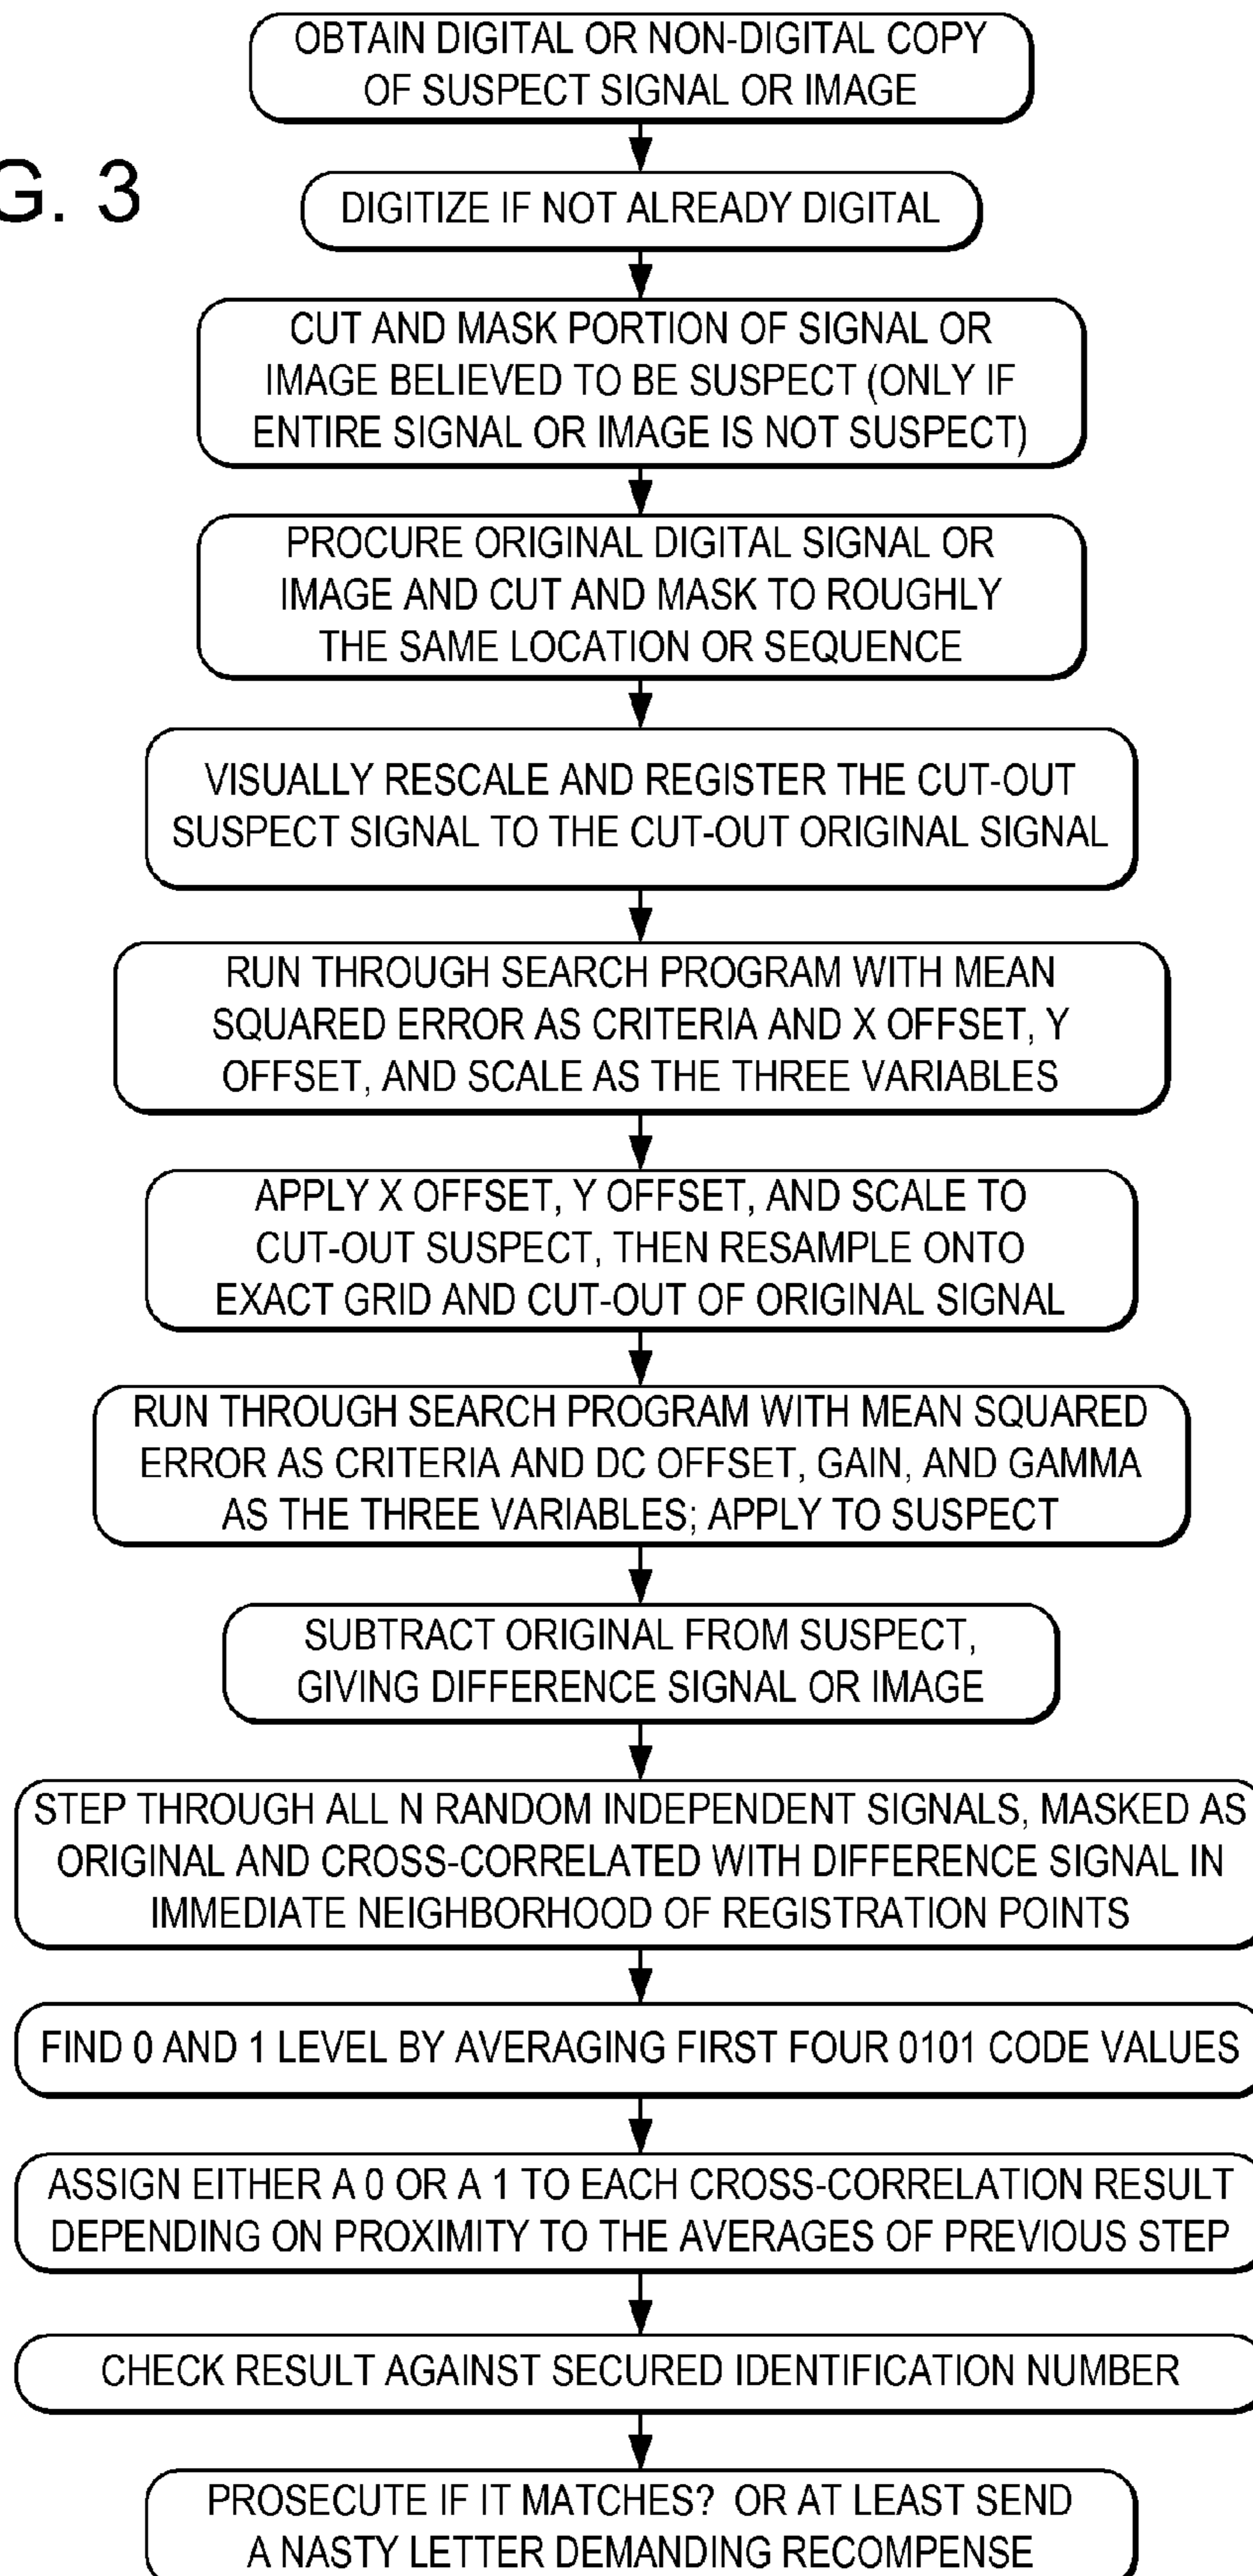 OBTAIN DIGITAL OR NON-DIGITAL COPY
OF SUSPECT SIGNAL OR IMAGE
G. 3
DIGITIZE IF NOT ALREADY DIGITAL
CUT AND MASK PORTION OF SIGNAL OR
IMAGE BELIEVED TO BE SUSPECT (ONLY IF
ENTIRE SIGNAL OR IMAGE IS NOT SUSPECT)
PROCURE ORIGINAL DIGITAL SIGNAL OR
IMAGE AND CUT AND MASK TO ROUGHLY
THE SAME LOCATION OR SEQUENCE
VISUALLY RESCALE AND REGISTER THE CUT-OUT
SUSPECT SIGNAL TO THE CUT-OUT ORIGINAL SIGNAL
RUN THROUGH SEARCH PROGRAM WITH MEAN
SQUARED ERROR AS CRITERIA AND X OFFSET, Y
OFFSET, AND SCALE AS THE THREE VARIABLES
APPLY X OFFSET, Y OFFSET, AND SCALE TO
CUT-OUT SUSPECT, THEN RESAMPLE ONTO
EXACT GRID AND CUT-OUT OF ORIGINAL SIGNAL
RUN THROUGH SEARCH PROGRAM WITH MEAN SQUARED
ERROR AS CRITERIA AND DC OFFSET, GAIN, AND GAMMA
AS THE THREE VARIABLES; APPLY TO SUSPECT
SUBTRACT ORIGINAL FROM SUSPECT,
GIVING DIFFERENCE SIGNAL OR IMAGE
STEP THROUGH ALL N RANDOM INDEPENDENT SIGNALS, MASKED AS
ORIGINAL AND CROSS-CORRELATED WITH DIFFERENCE SIGNAL IN
IMMEDIATE NEIGHBORHOOD OF REGISTRATION POINTS
FIND 0 AND 1 LEVEL BY AVERAGING FIRST FOUR 0101 CODE VALUES
ASSIGN EITHER A 0 OR A 1 TO EACH CROSS-CORRELATION RESULT
DEPENDING ON PROXIMITY TO THE AVERAGES OF PREVIOUS STEP
CHECK RESULT AGAINST SECURED IDENTIFICATION NUMBER
PROSECUTE IF IT MATCHES? OR AT LEAST SEND
A NASTY LETTER DEMANDING RECOMPENSE